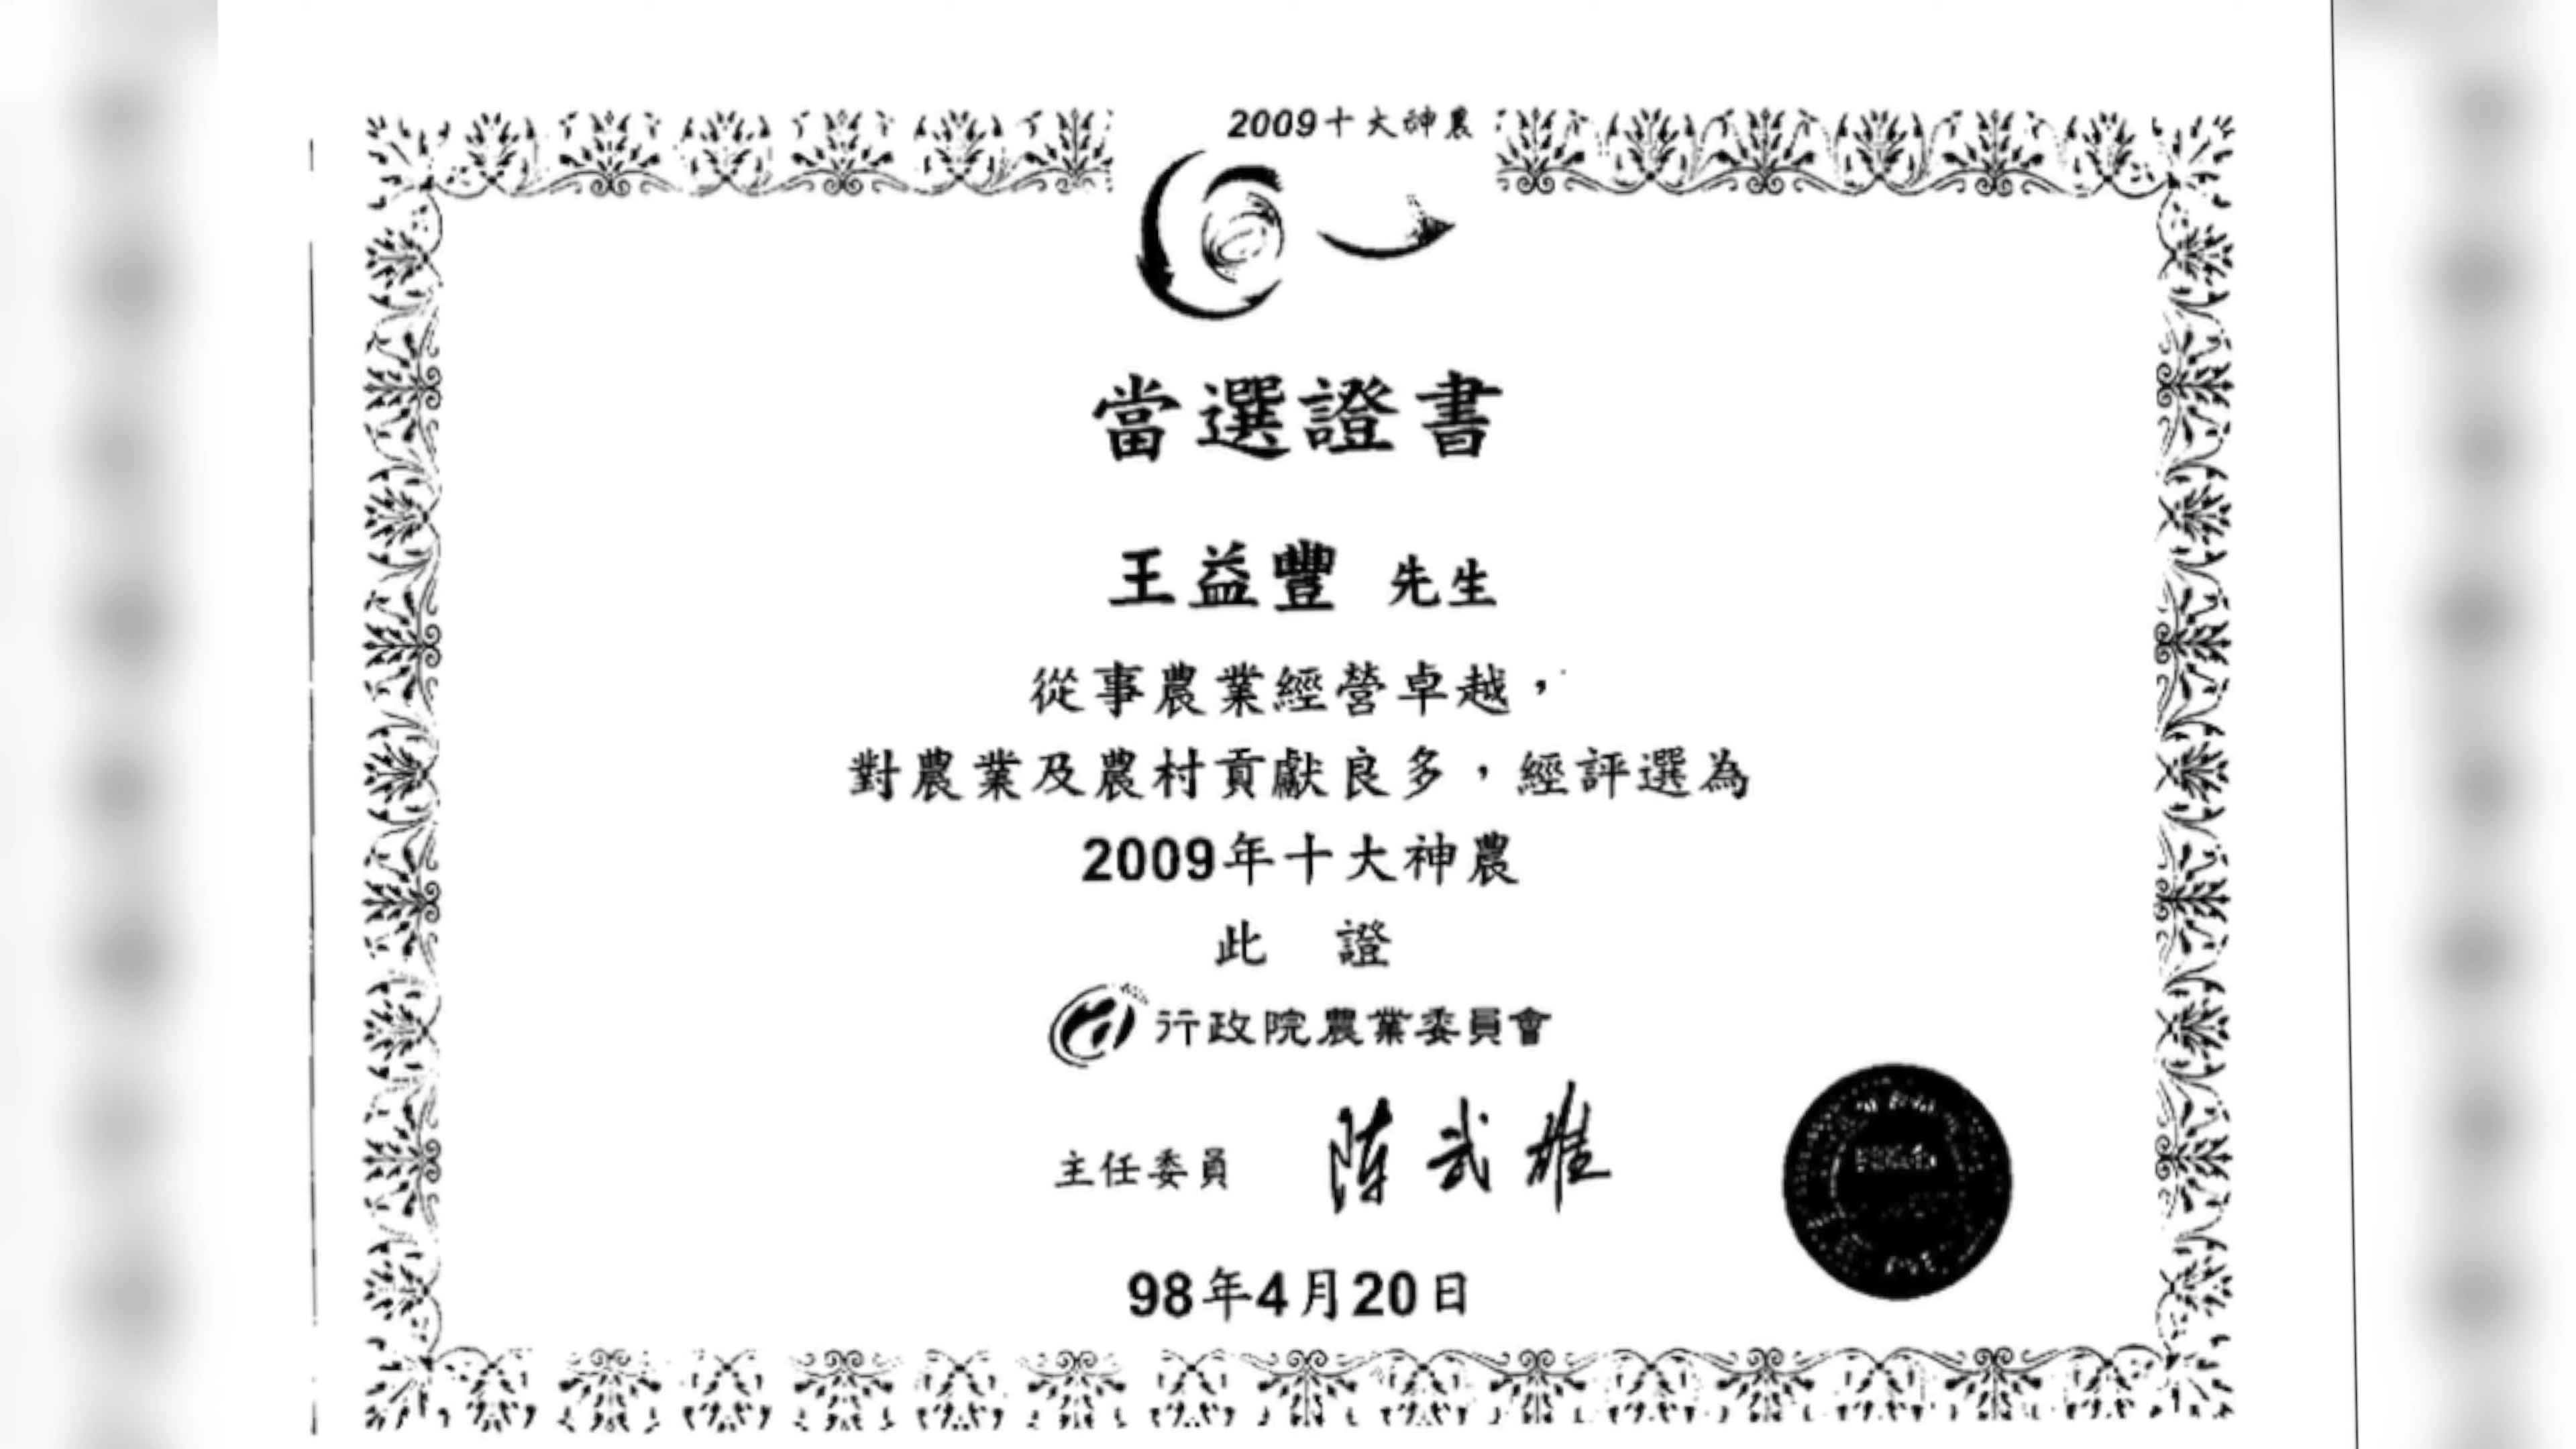 2009十大神農
當選證書
王益豐 先生
從事農業經營卓越，
對農業及農村貢獻良多，經評選為
2009年十大神農
此 證
行政院農業委員會
主任委員 陳武雄
98年4月20日